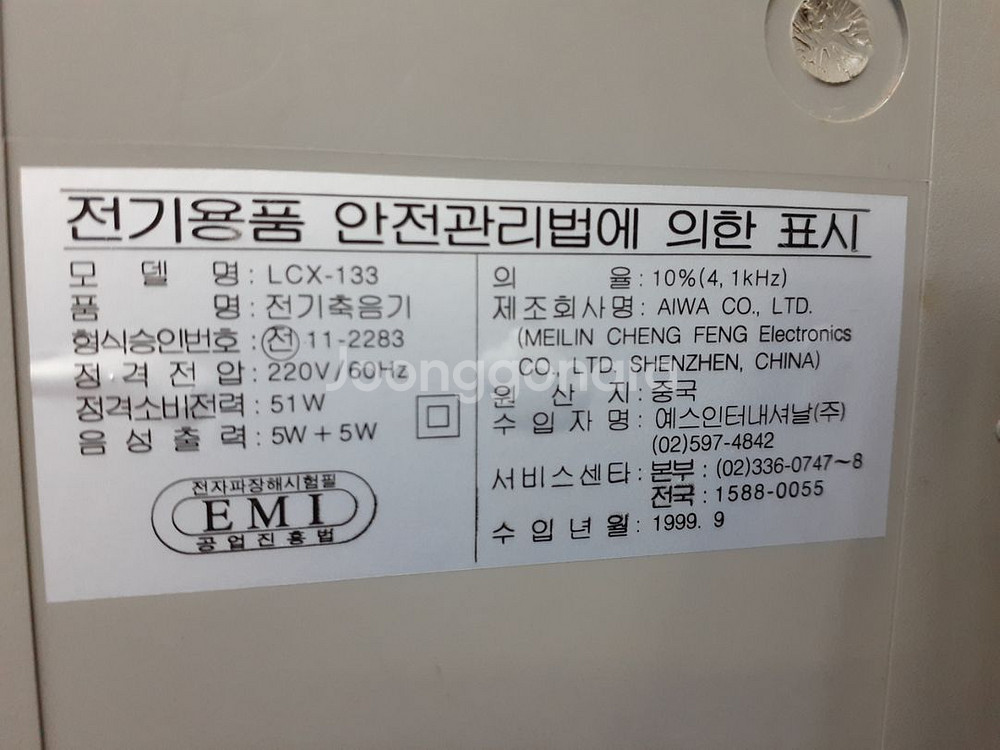 전기용품 안전관리법에 의한 표시
모 델 명 : LCX-133
품 명 : 전기축음기
형식승인번호 : 전 11-2283
정 격 전 압 : 220V/60Hz
정격소비전력 : 51W
음 성 출 력 : 5W + 5W
전자파장해시험필
EMI
공업진흥법
의 율 : 10%(4, 1kHz)
제조회사명 : AIWA CO., LTD.
(MEILIN CHENG FENG Electronics
CO., LTD. SHENZHEN, CHINA)
원 산 지 : 중국
수 입 자 명 : 예스인터내셔날(주)
(02)597-4842
서비스센타 : 본부 : (02)336-0747~8
전국 : 1588-0055
수 입 년 월 : 1999. 9
Joonggonara